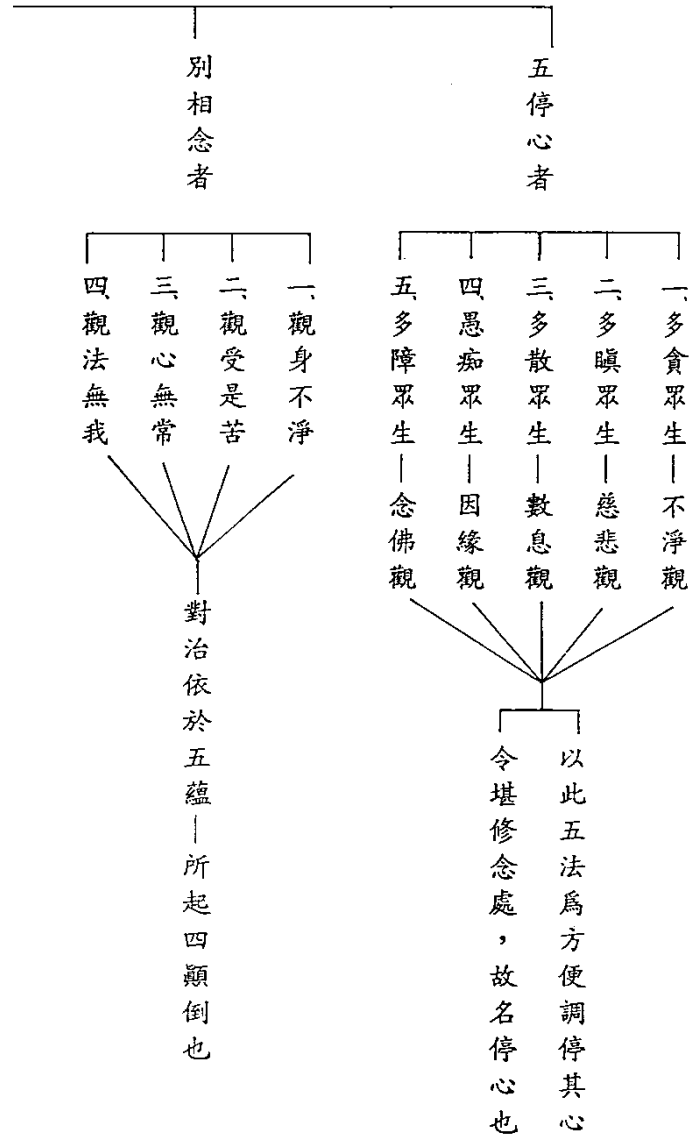 五停心者
一、多貪眾生—不淨觀
二、多瞋眾生—慈悲觀
三、多散眾生—數息觀
四、愚痴眾生—因緣觀
五、多障眾生—念佛觀
以此五法爲方便調停其心
令堪修念處，故名停心也
別相念者
一、觀身不淨
二、觀受是苦
三、觀心無常
四、觀法無我
對治依於五蘊—所起四顚倒也